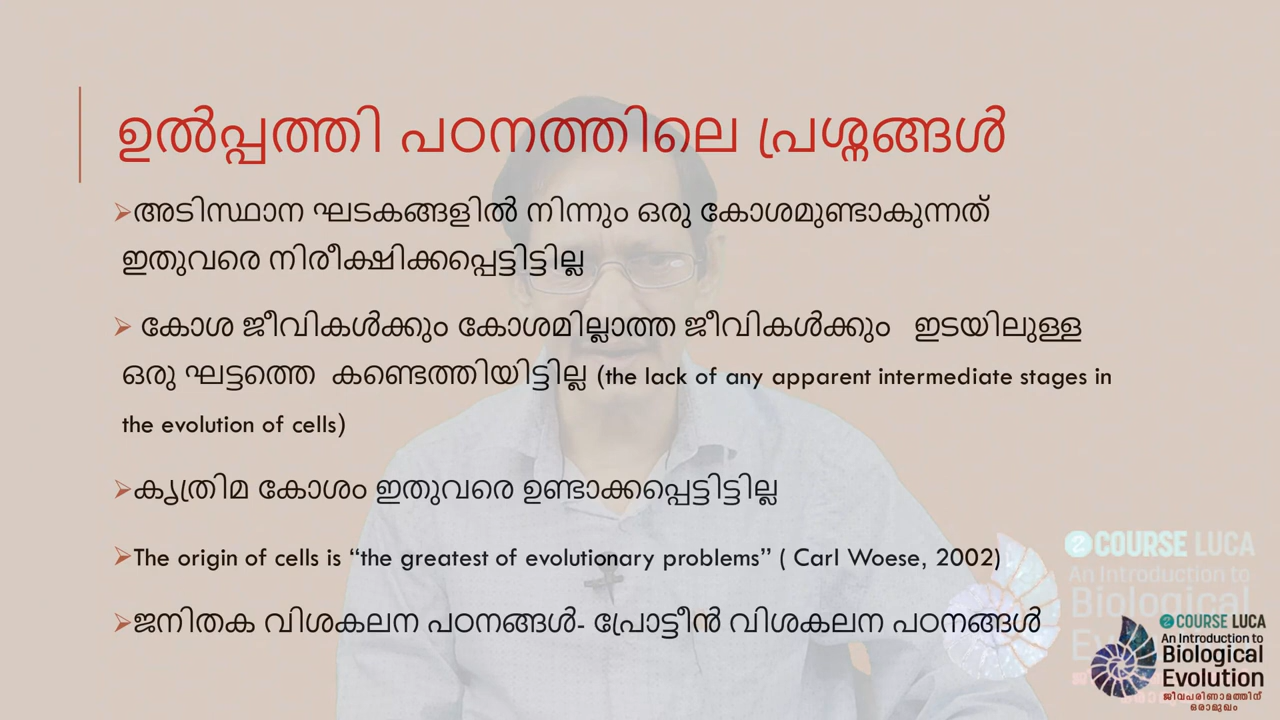 ഉൽപ്പത്തി പഠനത്തിലെ പ്രശ്നങ്ങൾ
➢അടിസ്ഥാന ഘടകങ്ങളിൽ നിന്നും ഒരു കോശമുണ്ടാകുന്നത്
ഇതുവരെ നിരീക്ഷിക്കപ്പെട്ടിട്ടില്ല
➢ കോശ ജീവികൾക്കും കോശമില്ലാത്ത ജീവികൾക്കും ഇടയിലുള്ള
ഒരു ഘട്ടത്തെ കണ്ടെത്തിയിട്ടില്ല (the lack of any apparent intermediate stages in
the evolution of cells)
➢കൃത്രിമ കോശം ഇതുവരെ ഉണ്ടാക്കപ്പെട്ടിട്ടില്ല
➢The origin of cells is “the greatest of evolutionary problems” ( Carl Woese, 2002)
➢ജനിതക വിശകലന പഠനങ്ങൾ- പ്രോട്ടീൻ വിശകലന പഠനങ്ങൾ
COURSE LUCA
An Introduction to
Biological
COURSE LUCA
An Introduction to
Biological
Evolution
ജീവപരിണാമത്തിന്
ഒരാമുഖം